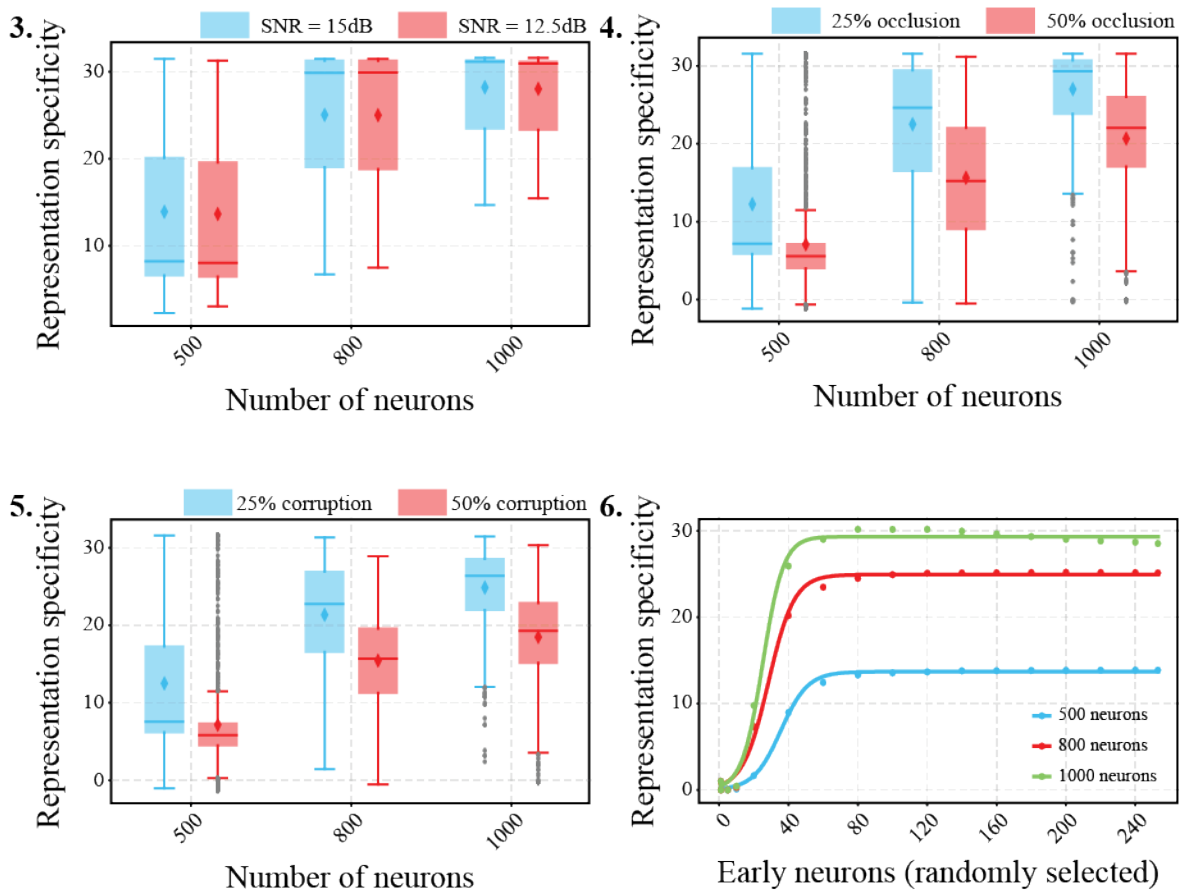 3.
SNR = 15dB
SNR = 12.5dB
Representation specificity
30
20
10
500
800
1000
Number of neurons
4.
25% occlusion
50% occlusion
Representation specificity
30
20
10
0
500
800
1000
Number of neurons
5.
25% corruption
50% corruption
Representation specificity
30
20
10
0
500
800
1000
Number of neurons
6.
Representation specificity
30
20
10
0
500 neurons
800 neurons
1000 neurons
0
40
80
120
160
200
240
Early neurons (randomly selected)